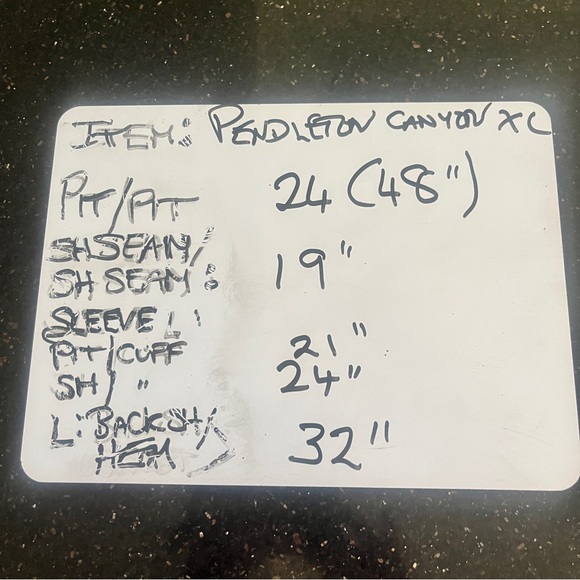 ITEM: PENDLETON CANYON XL
PIT/PIT 24 (48")
SHSEAM/
SH SEAM: 19"
SLEEVE L:
PIT/CUFF 21"
SH/ " 24"
L: BACK SH/
HEM 32"